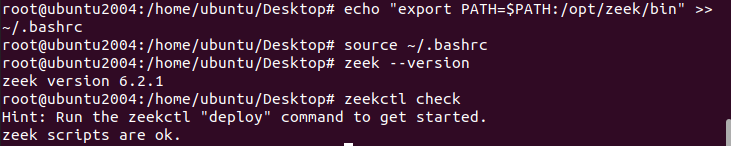 root@ubuntu2004:/home/ubuntu/Desktop# echo "export PATH=$PATH:/opt/zeek/bin" >>
~/.bashrc
root@ubuntu2004:/home/ubuntu/Desktop# source ~/.bashrc
root@ubuntu2004:/home/ubuntu/Desktop# zeek --version
zeek version 6.2.1
root@ubuntu2004:/home/ubuntu/Desktop# zeekctl check
Hint: Run the zeekctl "deploy" command to get started.
zeek scripts are ok.